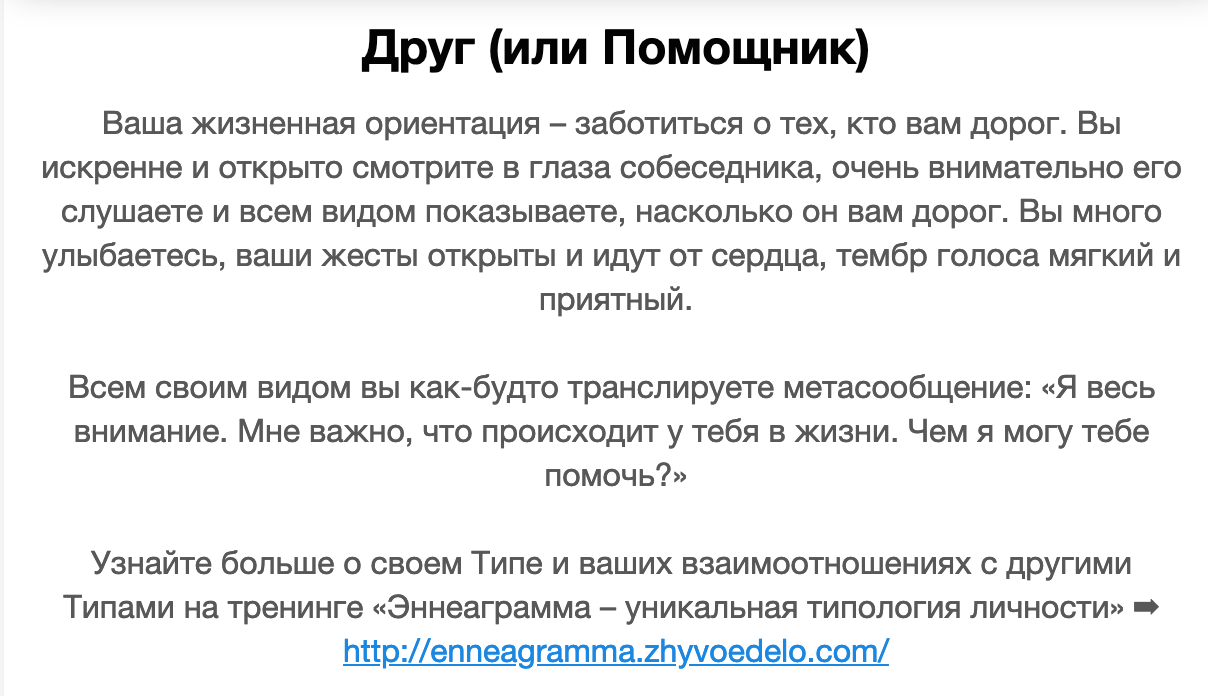 Друг (или Помощник)
Ваша жизненная ориентация – заботиться о тех, кто вам дорог. Вы
искренне и открыто смотрите в глаза собеседника, очень внимательно его
слушаете и всем видом показываете, насколько он вам дорог. Вы много
улыбаетесь, ваши жесты открыты и идут от сердца, тембр голоса мягкий и
приятный.
Всем своим видом вы как-будто транслируете метасообщение: «Я весь
внимание. Мне важно, что происходит у тебя в жизни. Чем я могу тебе
помочь?»
Узнайте больше о своем Типе и ваших взаимоотношениях с другими
Типами на тренинге «Эннеаграмма – уникальная типология личности» ➡
http://enneagramma.zhyvoedelo.com/